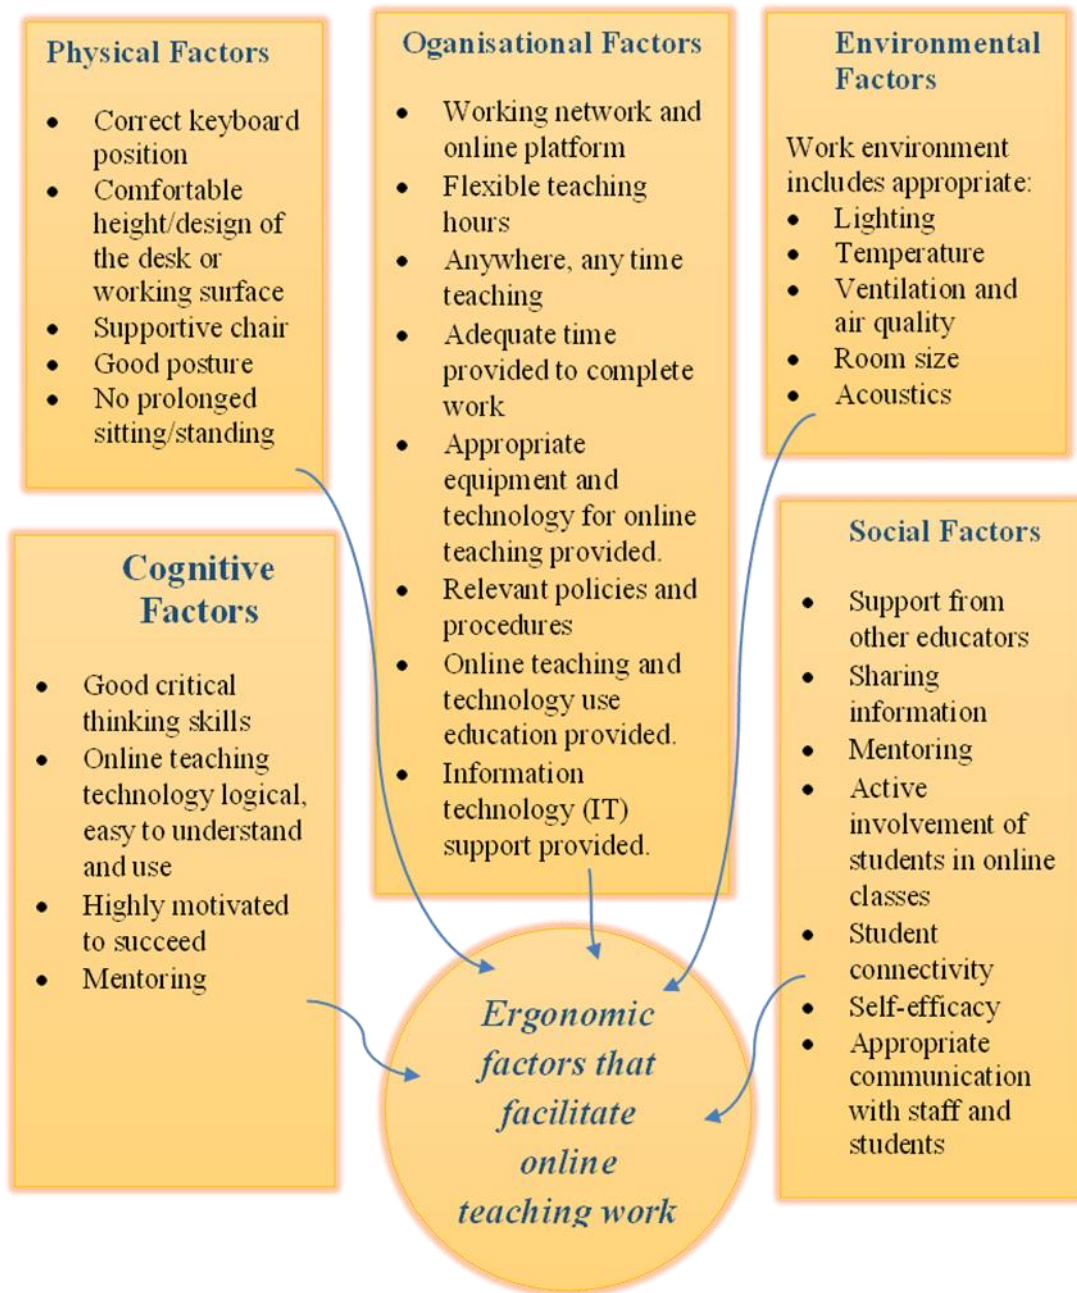 Physical Factors
• Correct keyboard
position
• Comfortable
height/design of
the desk or
working surface
• Supportive chair
• Good posture
• No prolonged
sitting/standing
Oganisational Factors
• Working network and
online platform
• Flexible teaching
hours
• Anywhere, any time
teaching
• Adequate time
provided to complete
work
• Appropriate
equipment and
technology for online
teaching provided.
• Relevant policies and
procedures
• Online teaching and
technology use
education provided.
• Information
technology (IT)
support provided.
Environmental
Factors
Work environment
includes appropriate:
• Lighting
• Temperature
• Ventilation and
air quality
• Room size
• Acoustics
Cognitive
Factors
• Good critical
thinking skills
• Online teaching
technology logical,
easy to understand
and use
• Highly motivated
to succeed
• Mentoring
Social Factors
• Support from
other educators
• Sharing
information
• Mentoring
• Active
involvement of
students in online
classes
• Student
connectivity
• Self-efficacy
• Appropriate
communication
with staff and
students
Ergonomic
factors that
facilitate
online
teaching work